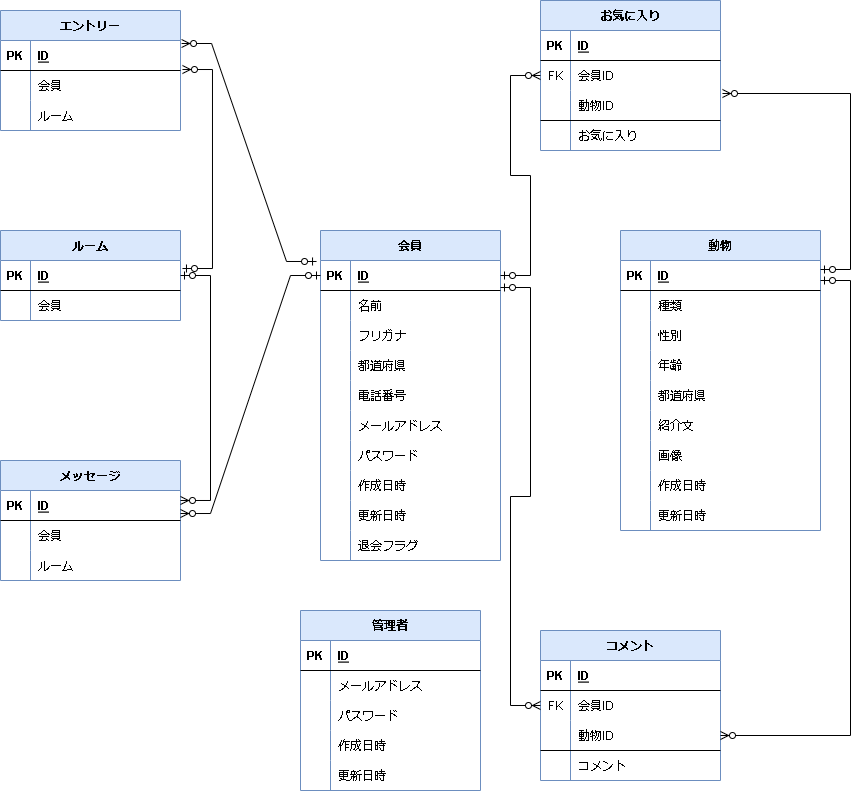 エントリー
PK ID
会員
ルーム
ルーム
PK ID
会員
メッセージ
PK ID
会員
ルーム
会員
PK ID
名前
フリガナ
都道府県
電話番号
メールアドレス
パスワード
作成日時
更新日時
退会フラグ
管理者
PK ID
メールアドレス
パスワード
作成日時
更新日時
お気に入り
PK ID
FK 会員ID
動物ID
お気に入り
動物
PK ID
種類
性別
年齢
都道府県
紹介文
画像
作成日時
更新日時
コメント
PK ID
FK 会員ID
動物ID
コメント